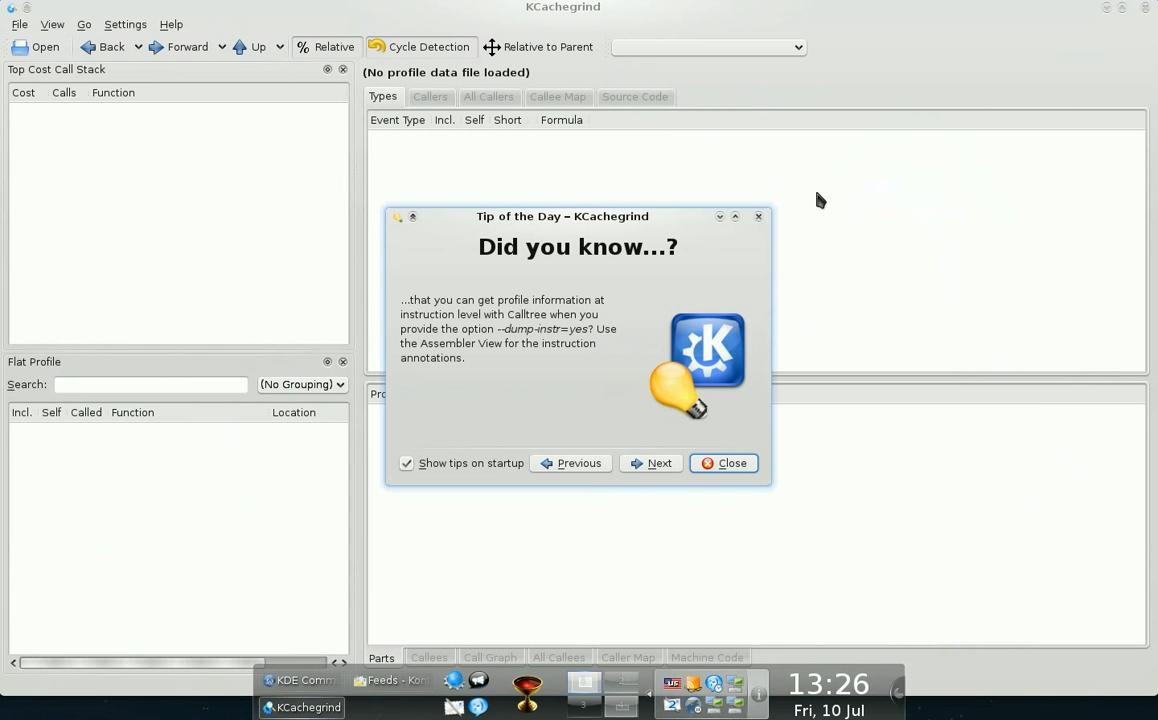 KCachegrind
File View Go Settings Help
Open Back Forward Up % Relative Cycle Detection Relative to Parent
Top Cost Call Stack
(No profile data file loaded)
Cost Calls Function
Types Callers All Callers Callee Map Source Code
Event Type Incl. Self Short Formula
Tip of the Day – KCachegrind
Did you know...?
...that you can get profile information at
instruction level with Calltree when you
provide the option --dump-instr=yes? Use
the Assembler View for the instruction
annotations.
Show tips on startup Previous Next Close
Flat Profile
Search: (No Grouping)
Incl. Self Called Function Location
Parts Callees Call Graph All Callees Caller Map Machine Code
KDE Comm Feeds - Kon
KCachegrind
1 2
3
US
2
13:26
Fri, 10 Jul